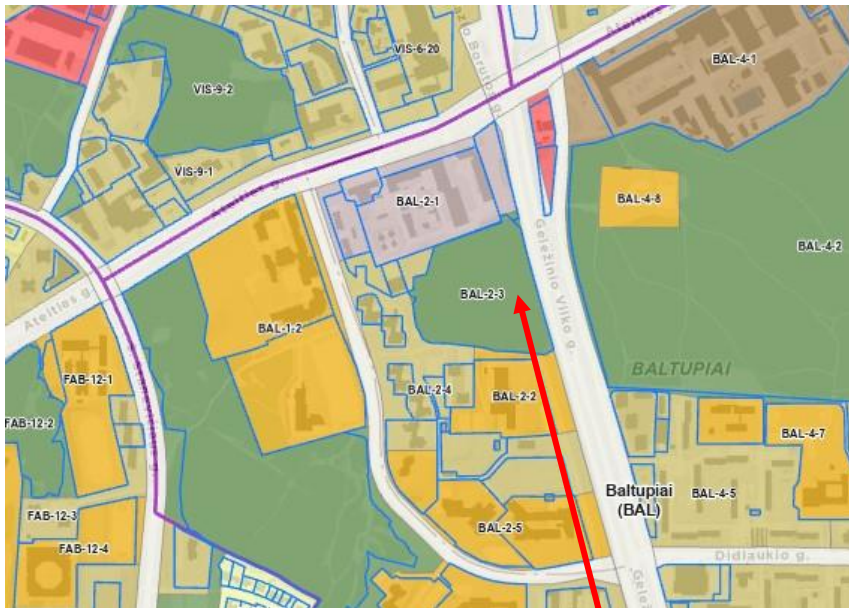 Ateities g.
VIS-6-20
BAL-4-1
VIS-9-2
VIS-9-1
Ateities g.
BAL-2-1
BAL-4-8
BAL-4-2
Geležinio Vilko g.
BAL-2-3
Ateities g.
BAL-1-2
BALTUPIAI
FAB-12-1
BAL-2-4
BAL-2-2
FAB-12-2
BAL-4-7
Baltupiai
(BAL)
BAL-4-5
FAB-12-3
BAL-2-5
FAB-12-4
Didlaukio g.